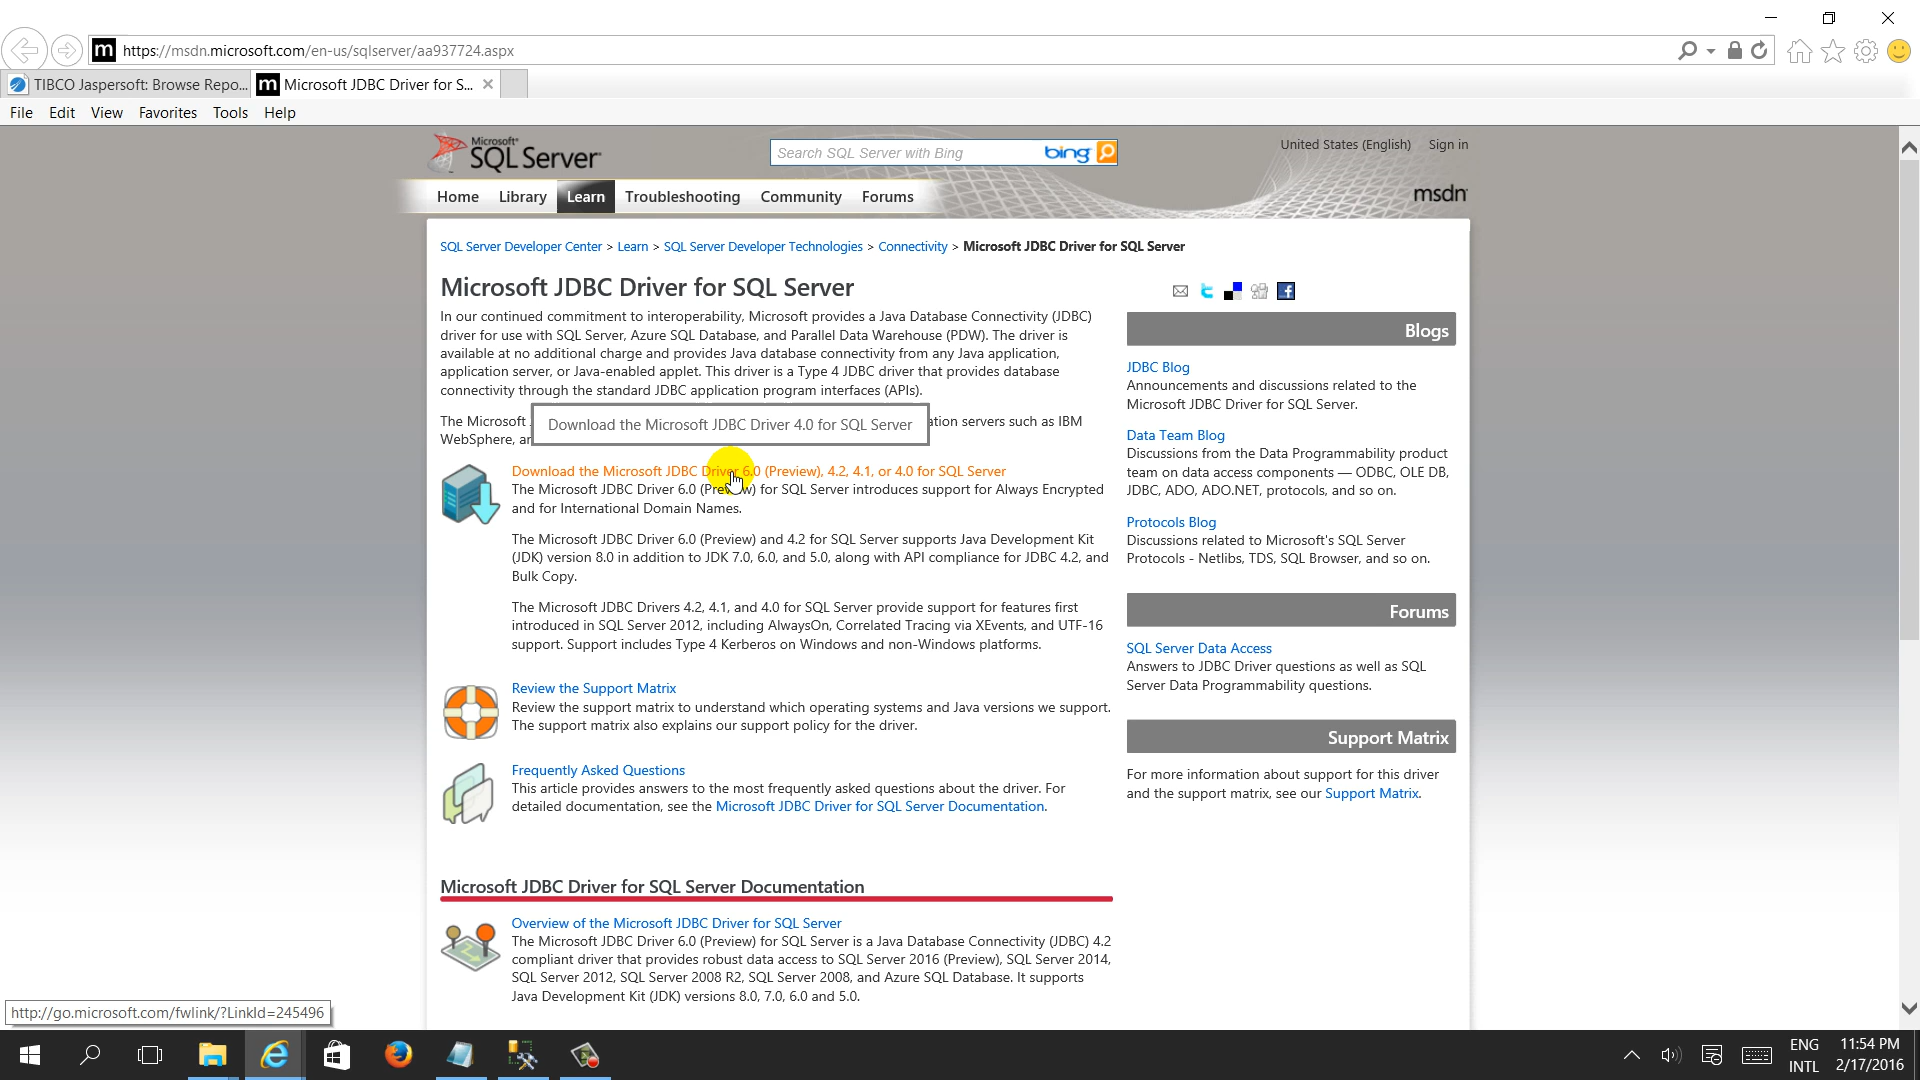 https://msdn.microsoft.com/en-us/sqlserver/aa937724.aspx
TIBCO Jaspersoft: Browse Repo...
m Microsoft JDBC Driver for S...
File Edit View Favorites Tools Help
Microsoft®
SQL Server®
Search SQL Server with Bing bing
United States (English) Sign in
Home Library Learn Troubleshooting Community Forums
msdn
SQL Server Developer Center > Learn > SQL Server Developer Technologies > Connectivity > Microsoft JDBC Driver for SQL Server
Microsoft JDBC Driver for SQL Server
In our continued commitment to interoperability, Microsoft provides a Java Database Connectivity (JDBC)
driver for use with SQL Server, Azure SQL Database, and Parallel Data Warehouse (PDW). The driver is
available at no additional charge and provides Java database connectivity from any Java application,
application server, or Java-enabled applet. This driver is a Type 4 JDBC driver that provides database
connectivity through the standard JDBC application program interfaces (APIs).
The Microsoft
ation servers such as IBM
WebSphere, an
Download the Microsoft JDBC Driver 4.0 for SQL Server
Download the Microsoft JDBC Driver 6.0 (Preview), 4.2, 4.1, or 4.0 for SQL Server
The Microsoft JDBC Driver 6.0 (Preview) for SQL Server introduces support for Always Encrypted
and for International Domain Names.
The Microsoft JDBC Driver 6.0 (Preview) and 4.2 for SQL Server supports Java Development Kit
(JDK) version 8.0 in addition to JDK 7.0, 6.0, and 5.0, along with API compliance for JDBC 4.2, and
Bulk Copy.
The Microsoft JDBC Drivers 4.2, 4.1, and 4.0 for SQL Server provide support for features first
introduced in SQL Server 2012, including AlwaysOn, Correlated Tracing via XEvents, and UTF-16
support. Support includes Type 4 Kerberos on Windows and non-Windows platforms.
Review the Support Matrix
Review the support matrix to understand which operating systems and Java versions we support.
The support matrix also explains our support policy for the driver.
Frequently Asked Questions
This article provides answers to the most frequently asked questions about the driver. For
detailed documentation, see the Microsoft JDBC Driver for SQL Server Documentation.
Microsoft JDBC Driver for SQL Server Documentation
Overview of the Microsoft JDBC Driver for SQL Server
The Microsoft JDBC Driver 6.0 (Preview) for SQL Server is a Java Database Connectivity (JDBC) 4.2
compliant driver that provides robust data access to SQL Server 2016 (Preview), SQL Server 2014,
SQL Server 2012, SQL Server 2008 R2, SQL Server 2008, and Azure SQL Database. It supports
Java Development Kit (JDK) versions 8.0, 7.0, 6.0 and 5.0.
Blogs
JDBC Blog
Announcements and discussions related to the
Microsoft JDBC Driver for SQL Server.
Data Team Blog
Discussions from the Data Programmability product
team on data access components — ODBC, OLE DB,
JDBC, ADO, ADO.NET, protocols, and so on.
Protocols Blog
Discussions related to Microsoft's SQL Server
Protocols - Netlibs, TDS, SQL Browser, and so on.
Forums
SQL Server Data Access
Answers to JDBC Driver questions as well as SQL
Server Data Programmability questions.
Support Matrix
For more information about support for this driver
and the support matrix, see our Support Matrix.
http://go.microsoft.com/fwlink/?LinkId=245496
ENG
INTL
11:54 PM
2/17/2016